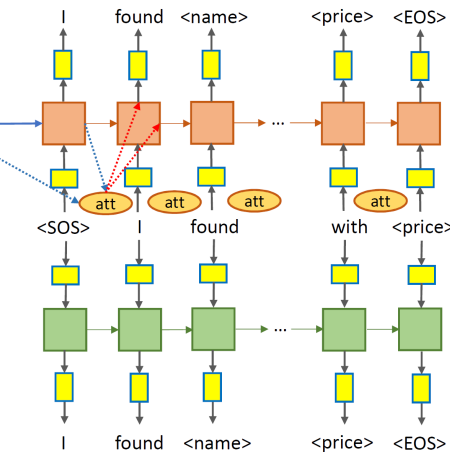 I found <name> <price> <EOS>
...
att att att att
<SOS> I found with <price>
...
I found <name> <price> <EOS>